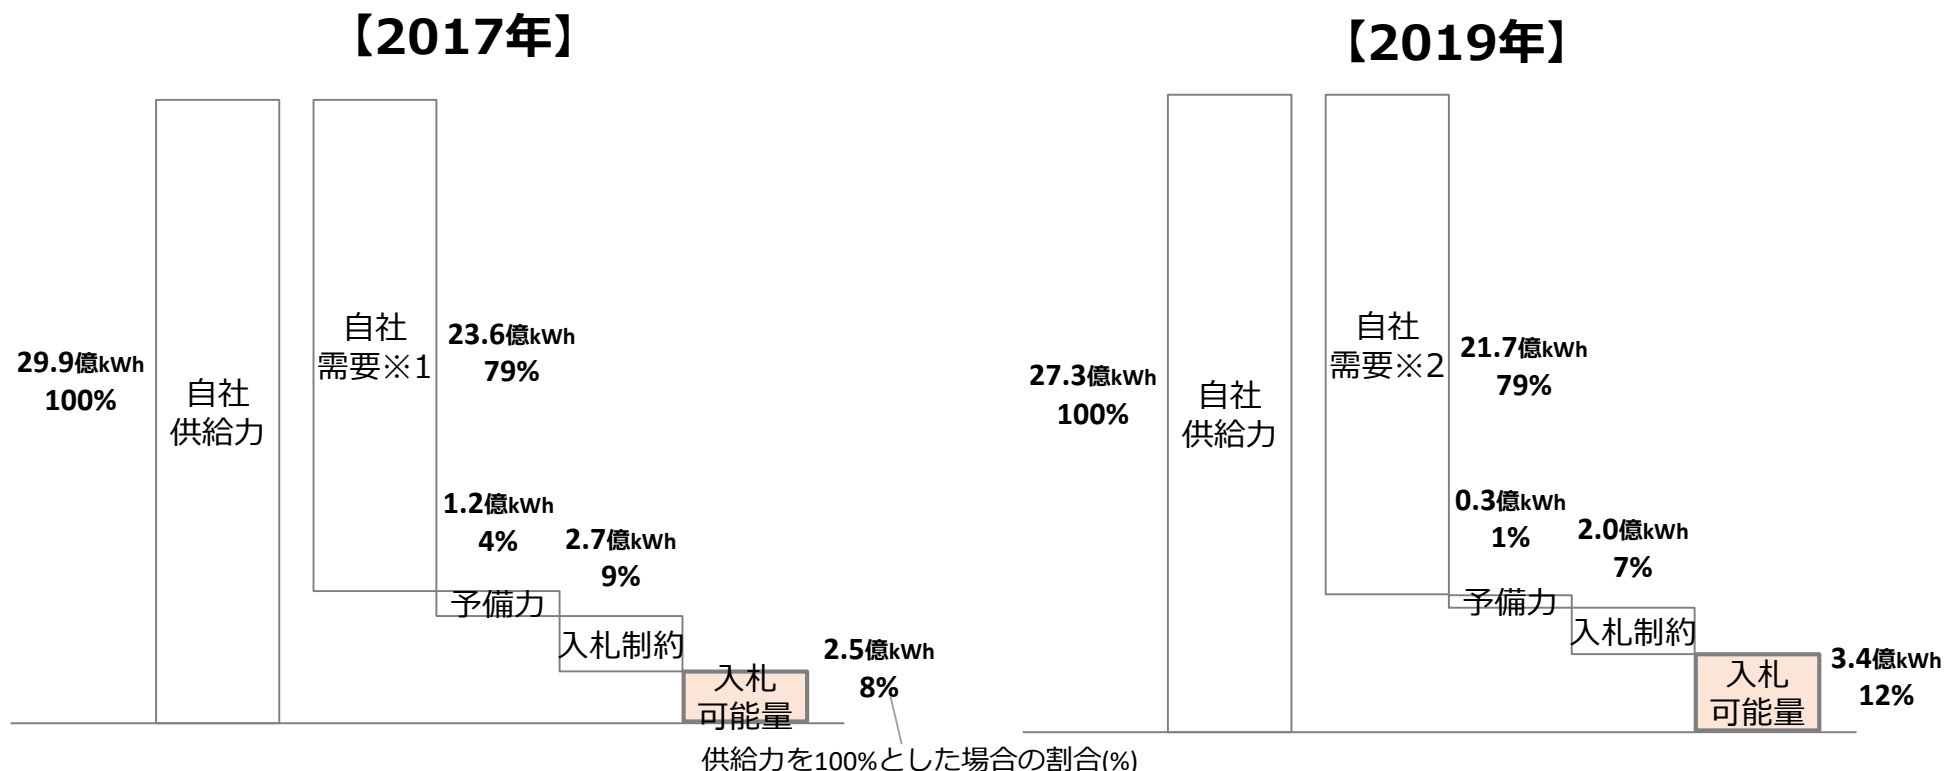 【2017年】
29.9億kWh
100%
自社
供給力
自社
需要※1
23.6億kWh
79%
1.2億kWh
4%
予備力
2.7億kWh
9%
入札制約
2.5億kWh
8%
入札
可能量
供給力を100%とした場合の割合(%)
【2019年】
27.3億kWh
100%
自社
供給力
自社
需要※2
21.7億kWh
79%
0.3億kWh
1%
予備力
2.0億kWh
7%
入札制約
3.4億kWh
12%
入札
可能量